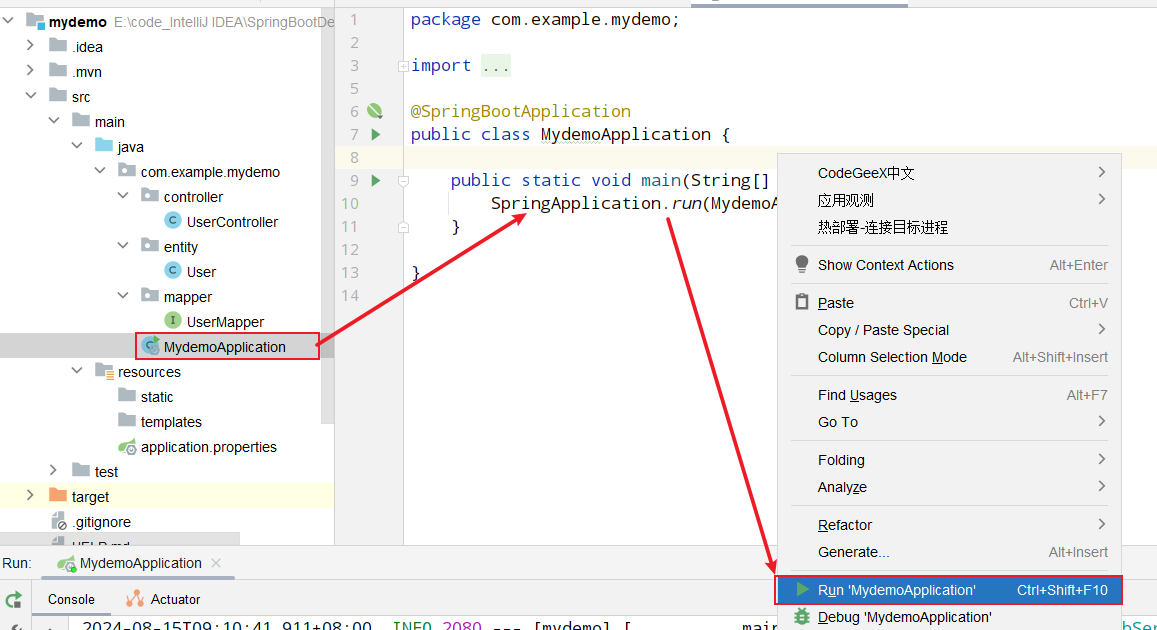 mydemo E:\code_IntelliJ IDEA\SpringBootDe
.idea
.mvn
src
main
java
com.example.mydemo
controller
UserController
entity
User
mapper
UserMapper
MydemoApplication
resources
static
templates
application.properties
test
target
.gitignore
HELP.md
1 package com.example.mydemo;
2
3 import ...
5
6 @SpringBootApplication
7 public class MydemoApplication {
8
9 public static void main(String[]
10 SpringApplication.run(MydemoA
11 }
12
13 }
14
CodeGeeX中文
应用观测
热部署-连接目标进程
Show Context Actions Alt+Enter
Paste Ctrl+V
Copy / Paste Special
Column Selection Mode Alt+Shift+Insert
Find Usages Alt+F7
Go To
Folding
Analyze
Refactor
Generate... Alt+Insert
Run 'MydemoApplication' Ctrl+Shift+F10
Debug 'MydemoApplication'
Run: MydemoApplication
Console Actuator
2024-08-15T09:10:41.911+08:00 INFO 2080 --- [mydemo] [ main